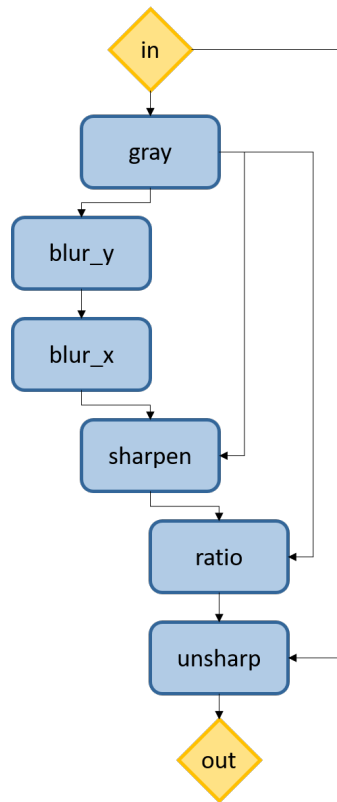 in
gray
blur_y
blur_x
sharpen
ratio
unsharp
out